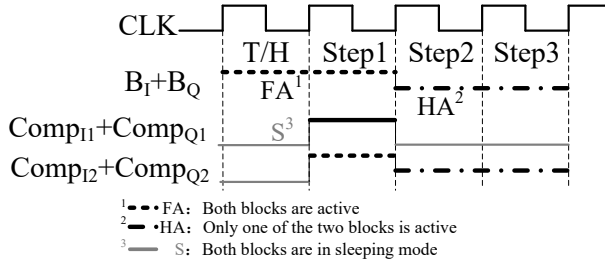 CLK
T/H Step1 Step2 Step3
B_I+B_Q FA^1 HA^2
Comp_I1+Comp_Q1 S^3
Comp_I2+Comp_Q2
1 FA: Both blocks are active
2 HA: Only one of the two blocks is active
3 S: Both blocks are in sleeping mode